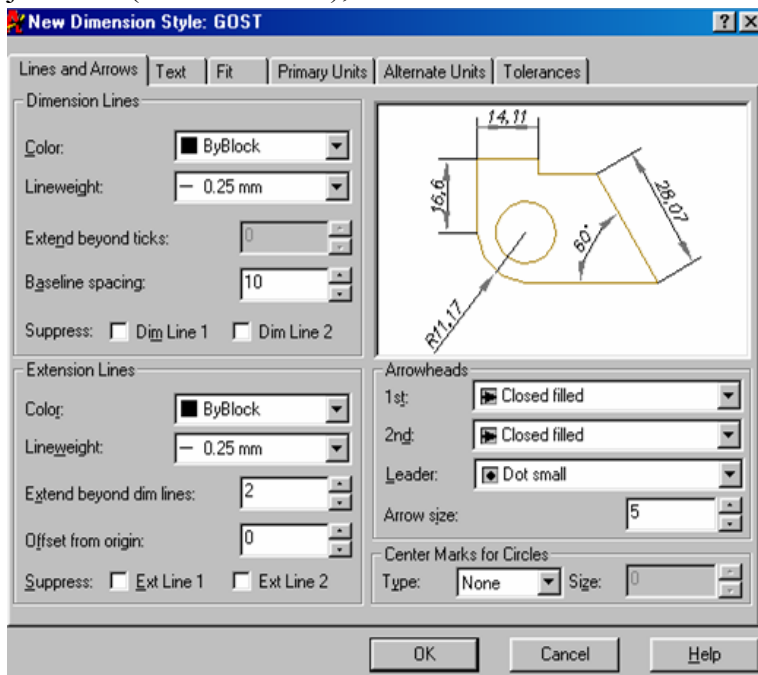 New Dimension Style: GOST
Lines and Arrows Text Fit Primary Units Alternate Units Tolerances
Dimension Lines
Color: ByBlock
Lineweight: 0.25 mm
Extend beyond ticks: 0
Baseline spacing: 10
Suppress: Dim Line 1 Dim Line 2
14,11
16,6
28,07
60°
R11,17
Extension Lines
Color: ByBlock
Lineweight: 0.25 mm
Extend beyond dim lines: 2
Offset from origin: 0
Suppress: Ext Line 1 Ext Line 2
Arrowheads
1st: Closed filled
2nd: Closed filled
Leader: Dot small
Arrow size: 5
Center Marks for Circles
Type: None Size: 0
OK Cancel Help